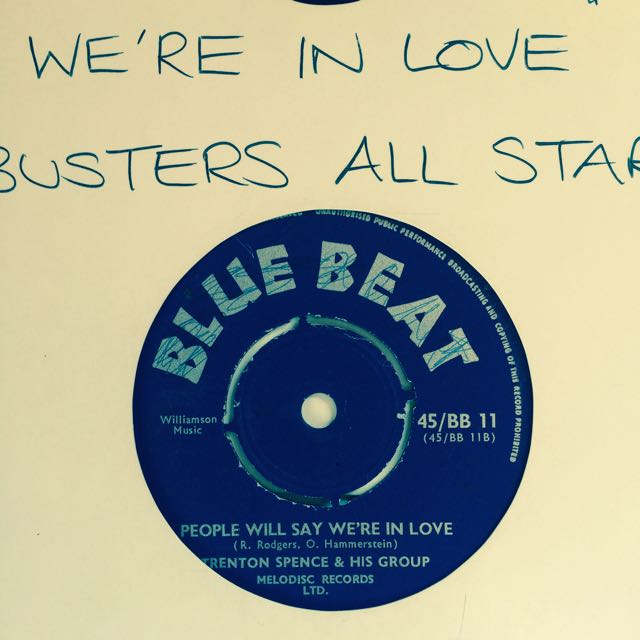 WE'RE IN LOVE
BUSTERS ALL STAR
UNAUTHORISED PUBLIC PERFORMANCE BROADCASTING AND COPYING OF THIS RECORD PROHIBITED
BLUE BEAT
Williamson
Music
45/BB 11
(45/BB 11B)
PEOPLE WILL SAY WE'RE IN LOVE
(R. Rodgers, O. Hammerstein)
TRENTON SPENCE & HIS GROUP
MELODISC RECORDS
LTD.